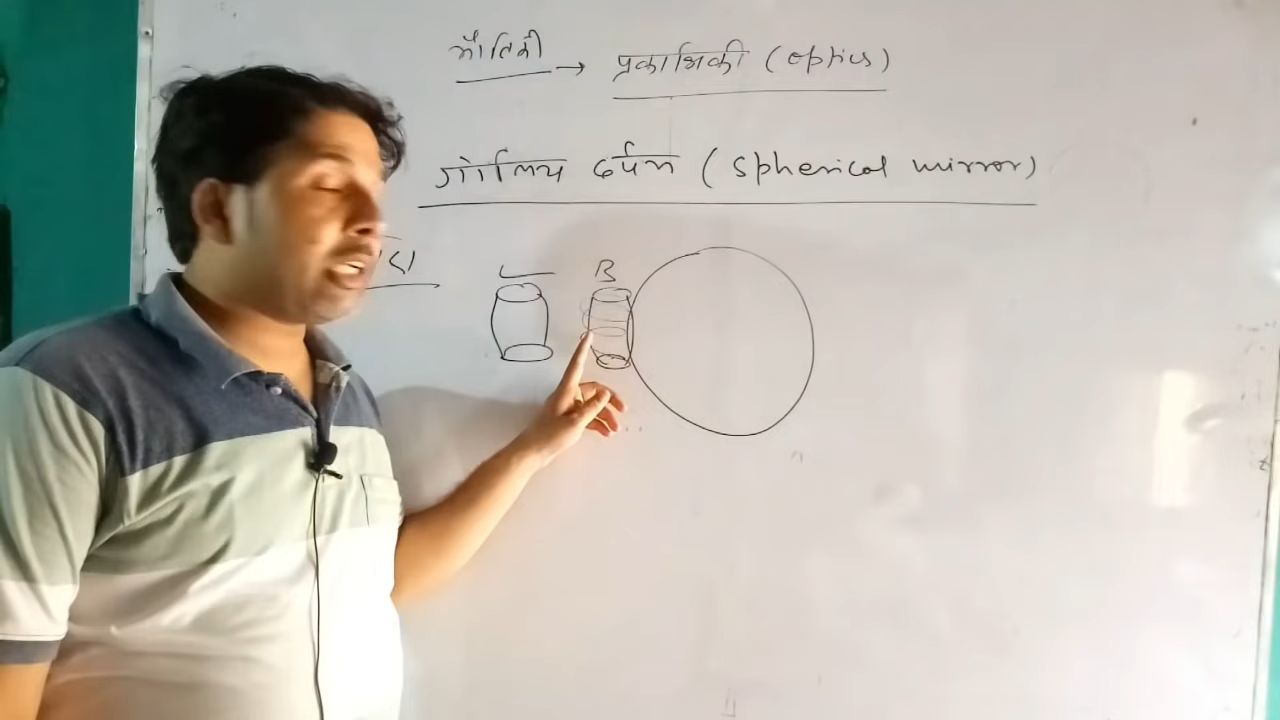 भौतिकी → प्रकाशिकी (optics)
गोलिय दर्पण (spherical mirror)
B